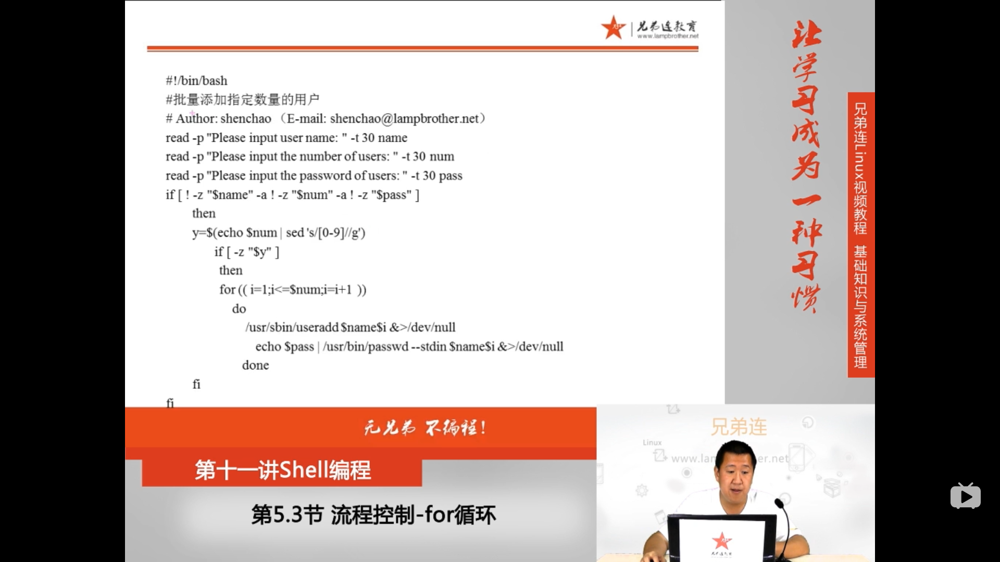 兄弟连教育
www.lampbrother.net
#!/bin/bash
#批量添加指定数量的用户
# Author: shenchao （E-mail: shenchao@lampbrother.net）
read -p "Please input user name: " -t 30 name
read -p "Please input the number of users: " -t 30 num
read -p "Please input the password of users: " -t 30 pass
if [ ! -z "$name" -a ! -z "$num" -a ! -z "$pass" ]
then
y=$(echo $num | sed 's/[0-9]//g')
if [ -z "$y" ]
then
for (( i=1;i<=$num;i=i+1 ))
do
/usr/sbin/useradd $name$i &>/dev/null
echo $pass | /usr/bin/passwd --stdin $name$i &>/dev/null
done
fi
fi
让学习成为一种习惯
兄弟连Linux视频教程 基础知识与系统管理
无兄弟 不编程!
第十一讲Shell编程
第5.3节 流程控制-for循环
兄弟连
Linux
www.lam
er.net
兄弟连教育